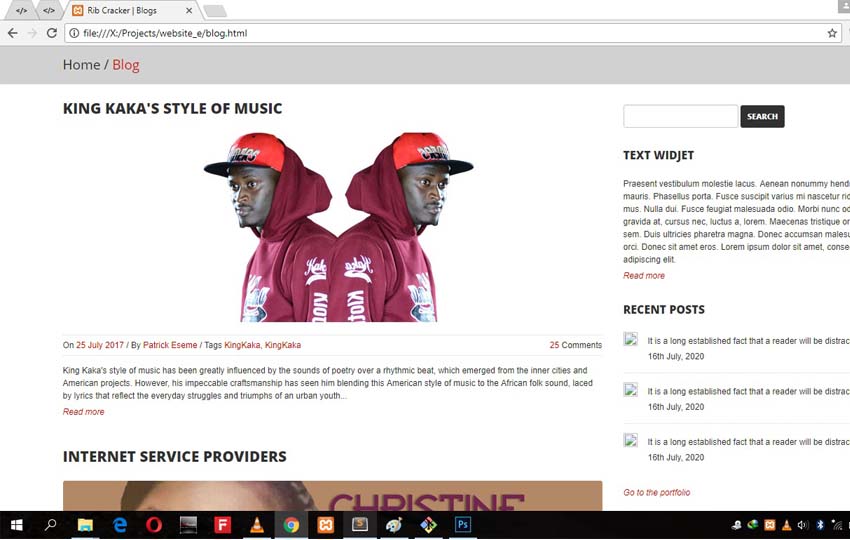 </>
</>
Rib Cracker | Blogs
file:///X:/Projects/website_e/blog.html
Home / Blog
KING KAKA'S STYLE OF MUSIC
On 25 July 2017 / By Patrick Eseme / Tags KingKaka, KingKaka
25 Comments
King Kaka's style of music has been greatly influenced by the sounds of poetry over a rhythmic beat, which emerged from the inner cities and
American projects. However, his impeccable craftsmanship has seen him blending this American style of music to the African folk sound, laced
by lyrics that reflect the everyday struggles and triumphs of an urban youth...
Read more
INTERNET SERVICE PROVIDERS
CHRISTINE
SEARCH
TEXT WIDJET
Praesent vestibulum molestie lacus. Aenean nonummy hend
mauris. Phasellus porta. Fusce suscipit varius mi nascetur rid
mus. Nulla dui. Fusce feugiat malesuada odio. Morbi nunc od
gravida at, cursus nec, luctus a, lorem. Maecenas tristique or
sem. Duis ultricies pharetra magna. Donec accumsan malesu
orci. Donec sit amet eros. Lorem ipsum dolor sit amet, conse
adipiscing elit.
Read more
RECENT POSTS
It is a long established fact that a reader will be distrac
16th July, 2020
It is a long established fact that a reader will be distrac
16th July, 2020
It is a long established fact that a reader will be distrac
16th July, 2020
Go to the portfolio